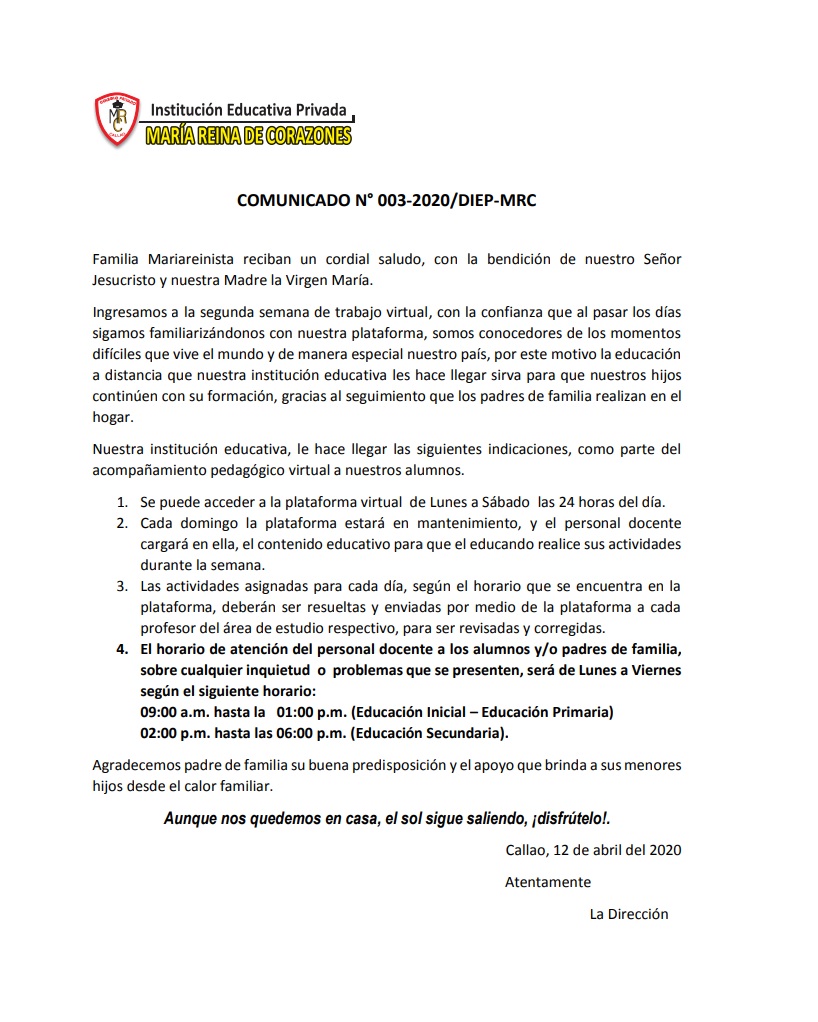 Institución Educativa Privada
MARÍA REINA DE CORAZONES
COMUNICADO N° 003-2020/DIEP-MRC
Familia Mariareinista reciban un cordial saludo, con la bendición de nuestro Señor
Jesucristo y nuestra Madre la Virgen María.
Ingresamos a la segunda semana de trabajo virtual, con la confianza que al pasar los días
sigamos familiarizándonos con nuestra plataforma, somos conocedores de los momentos
difíciles que vive el mundo y de manera especial nuestro país, por este motivo la educación
a distancia que nuestra institución educativa les hace llegar sirva para que nuestros hijos
continúen con su formación, gracias al seguimiento que los padres de familia realizan en el
hogar.
Nuestra institución educativa, le hace llegar las siguientes indicaciones, como parte del
acompañamiento pedagógico virtual a nuestros alumnos.
1. Se puede acceder a la plataforma virtual de Lunes a Sábado las 24 horas del día.
2. Cada domingo la plataforma estará en mantenimiento, y el personal docente
cargará en ella, el contenido educativo para que el educando realice sus actividades
durante la semana.
3. Las actividades asignadas para cada día, según el horario que se encuentra en la
plataforma, deberán ser resueltas y enviadas por medio de la plataforma a cada
profesor del área de estudio respectivo, para ser revisadas y corregidas.
4. El horario de atención del personal docente a los alumnos y/o padres de familia,
sobre cualquier inquietud o problemas que se presenten, será de Lunes a Viernes
según el siguiente horario:
09:00 a.m. hasta la 01:00 p.m. (Educación Inicial – Educación Primaria)
02:00 p.m. hasta las 06:00 p.m. (Educación Secundaria).
Agradecemos padre de familia su buena predisposición y el apoyo que brinda a sus menores
hijos desde el calor familiar.
Aunque nos quedemos en casa, el sol sigue saliendo, ¡disfrútelo!.
Callao, 12 de abril del 2020
Atentamente
La Dirección